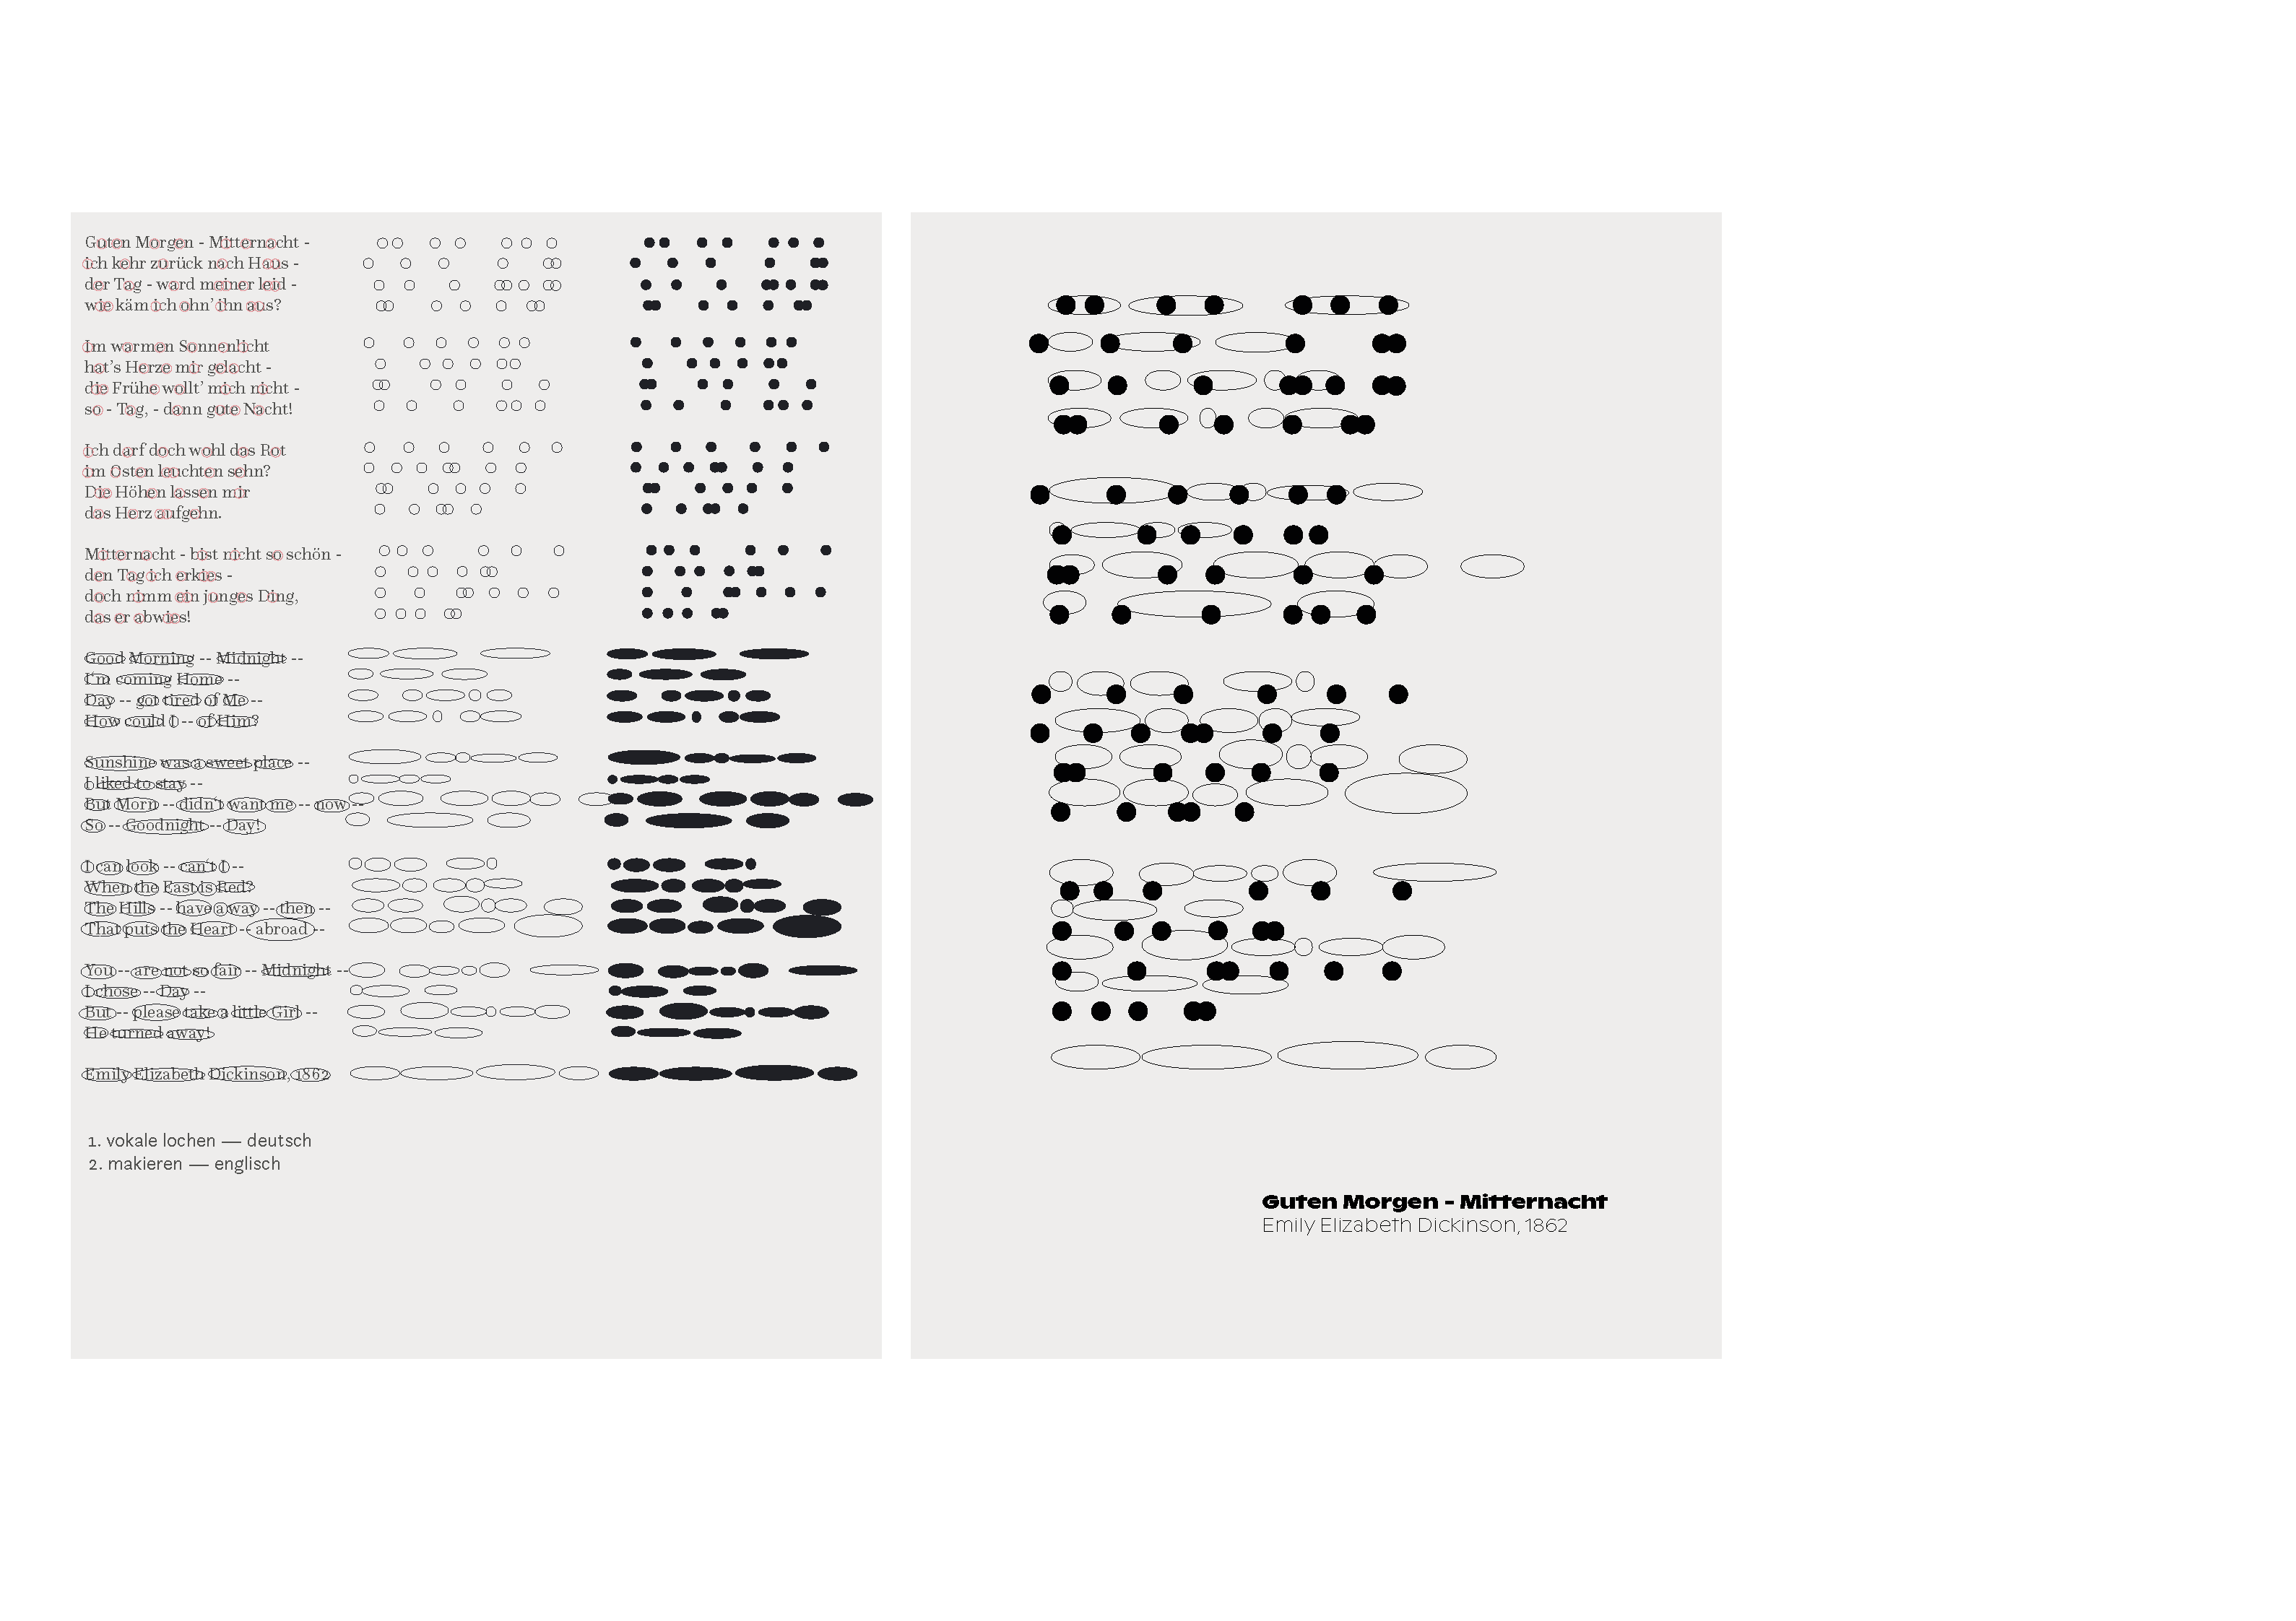 Guten Morgen - Mitternacht -
ich kehr zurück nach Haus -
der Tag - ward meiner leid -
wie käm ich ohn' ihn aus?
Im warmen Sonnenlicht
hat's Herze mir gelacht -
die Frühe wollt' mich nicht -
so - Tag, - dann gute Nacht!
Ich darf doch wohl das Rot
im Osten leuchten sehn?
Die Höhen lassen mir
das Herz aufgehn.
Mitternacht - bist nicht so schön -
den Tag ich erkies -
doch nimm ein junges Ding,
das er abwies!
Good Morning -- Midnight --
I'm coming Home --
Day -- got tired of Me --
How could I -- of Him?
Sunshine was a sweet place --
I liked to stay --
But Morn -- didn't want me -- now --
So -- Goodnight -- Day!
I can look -- can't I --
When the East is Red?
The Hills -- have a way -- then --
That puts the Heart -- abroad --
You -- are not so fair -- Midnight --
I chose -- Day --
But -- please take a little Girl --
He turned away!
Emily Elizabeth Dickinson, 1862
1. vokale lochen — deutsch
2. makieren — englisch
Guten Morgen - Mitternacht
Emily Elizabeth Dickinson, 1862